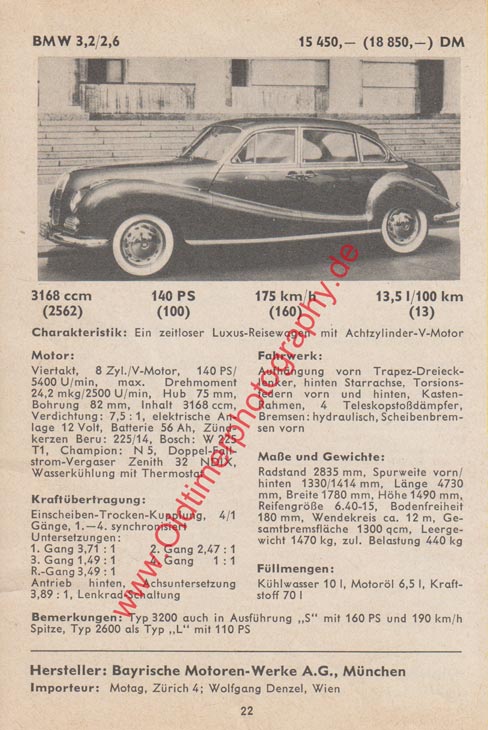 BMW 3,2/2,6 15 450,— (18 850,—) DM
3168 ccm 140 PS 175 km/h 13,5 l/100 km
(2562) (100) (160) (13)
Charakteristik: Ein zeitloser Luxus-Reisewagen mit Achtzylinder-V-Motor
Motor:
Viertakt, 8 Zyl./V-Motor, 140 PS/
5400 U/min, max. Drehmoment
24,2 mkg/2500 U/min, Hub 75 mm,
Bohrung 82 mm, Inhalt 3168 ccm,
Verdichtung: 7,5 : 1, elektrische An-
lage 12 Volt, Batterie 56 Ah, Zünd-
kerzen Beru: 225/14, Bosch: W 225
T1, Champion: N 5, Doppel-Fall-
strom-Vergaser Zenith 32 NDIX,
Wasserkühlung mit Thermostat
Kraftübertragung:
Einscheiben-Trocken-Kupplung, 4/1
Gänge, 1.—4. synchronisiert
Untersetzungen:
1. Gang 3,71 : 1 2. Gang 2,47 : 1
3. Gang 1,49 : 1 4. Gang 1 : 1
R.-Gang 3,49 : 1
Antrieb hinten, Achsuntersetzung
3,89 : 1, Lenkrad-Schaltung
Fahrwerk:
Aufhängung vorn Trapez-Dreieck-
lenker, hinten Starrachse, Torsions-
federn vorn und hinten, Kasten-
Rahmen, 4 Teleskopstoßdämpfer,
Bremsen: hydraulisch, Scheibenbrem-
sen vorn
Maße und Gewichte:
Radstand 2835 mm, Spurweite vorn/
hinten 1330/1414 mm, Länge 4730
mm, Breite 1780 mm, Höhe 1490 mm,
Reifengröße 6.40-15, Bodenfreiheit
180 mm, Wendekreis ca. 12 m, Ge-
samtbremsfläche 1300 qcm, Leerge-
wicht 1470 kg, zul. Belastung 440 kg
Füllmengen:
Kühlwasser 10 l, Motoröl 6,5 l, Kraft-
stoff 70 l
Bemerkungen: Typ 3200 auch in Ausführung „S" mit 160 PS und 190 km/h
Spitze, Typ 2600 als Typ „L" mit 110 PS
Hersteller: Bayrische Motoren-Werke A.G., München
Importeur: Motag, Zürich 4; Wolfgang Denzel, Wien
22
www.Oldtimerphotography.de